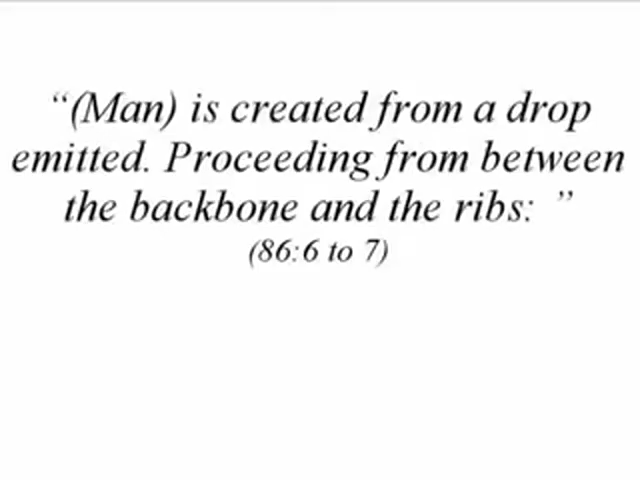 “(Man) is created from a drop
emitted. Proceeding from between
the backbone and the ribs: ”
(86:6 to 7)